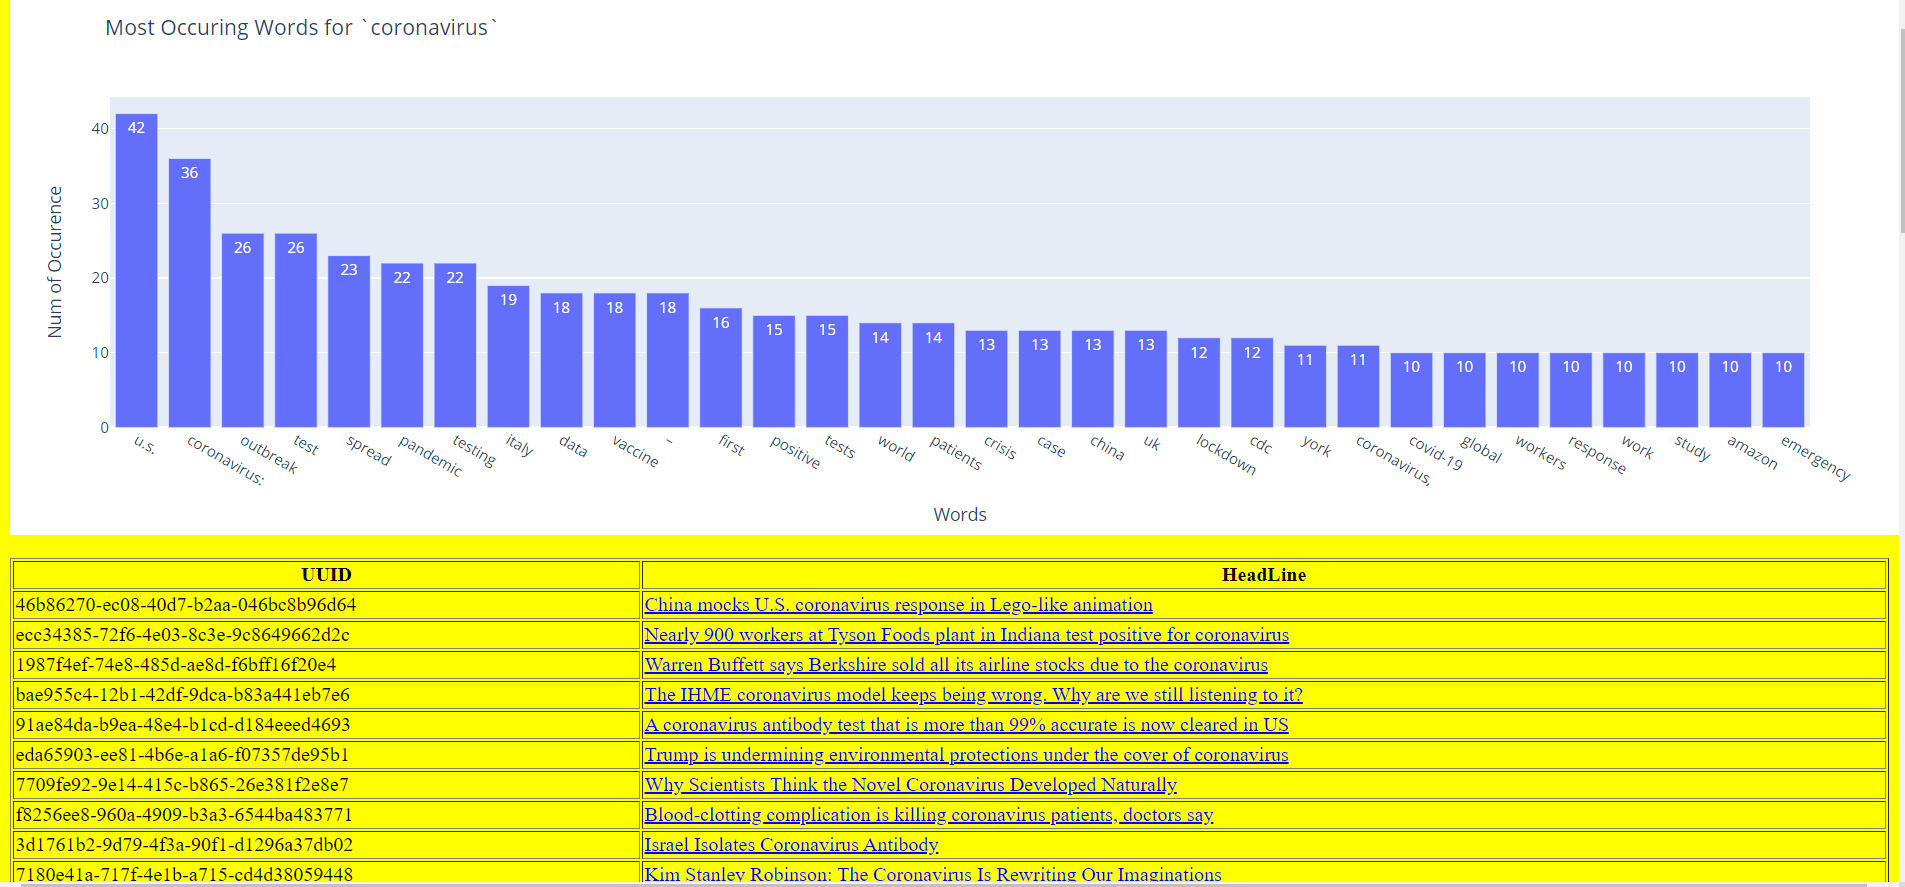 Most Occuring Words for `coronavirus`
Num of Occurence
40
30
20
10
0
42 36 26 26 23 22 22 19 18 18 18 16 15 15 14 14 13 13 13 13 12 12 11 11 10 10 10 10 10 10 10 10
u.s. coronavirus: outbreak test spread pandemic testing italy data vaccine – first positive tests world patients crisis case china uk lockdown cdc york coronavirus, covid-19 global workers response work study amazon emergency
Words
UUID HeadLine
46b86270-ec08-40d7-b2aa-046bc8b96d64 China mocks U.S. coronavirus response in Lego-like animation
ecc34385-72f6-4e03-8c3e-9c8649662d2c Nearly 900 workers at Tyson Foods plant in Indiana test positive for coronavirus
1987f4ef-74e8-485d-ae8d-f6bff16f20e4 Warren Buffett says Berkshire sold all its airline stocks due to the coronavirus
bae955c4-12b1-42df-9dca-b83a441eb7e6 The IHME coronavirus model keeps being wrong. Why are we still listening to it?
91ae84da-b9ea-48e4-b1cd-d184eeed4693 A coronavirus antibody test that is more than 99% accurate is now cleared in US
eda65903-ee81-4b6e-a1a6-f07357de95b1 Trump is undermining environmental protections under the cover of coronavirus
7709fe92-9e14-415c-b865-26e381f2e8e7 Why Scientists Think the Novel Coronavirus Developed Naturally
f8256ee8-960a-4909-b3a3-6544ba483771 Blood-clotting complication is killing coronavirus patients, doctors say
3d1761b2-9d79-4f3a-90f1-d1296a37db02 Israel Isolates Coronavirus Antibody
7180e41a-717f-4e1b-a715-cd4d38059448 Kim Stanley Robinson: The Coronavirus Is Rewriting Our Imaginations